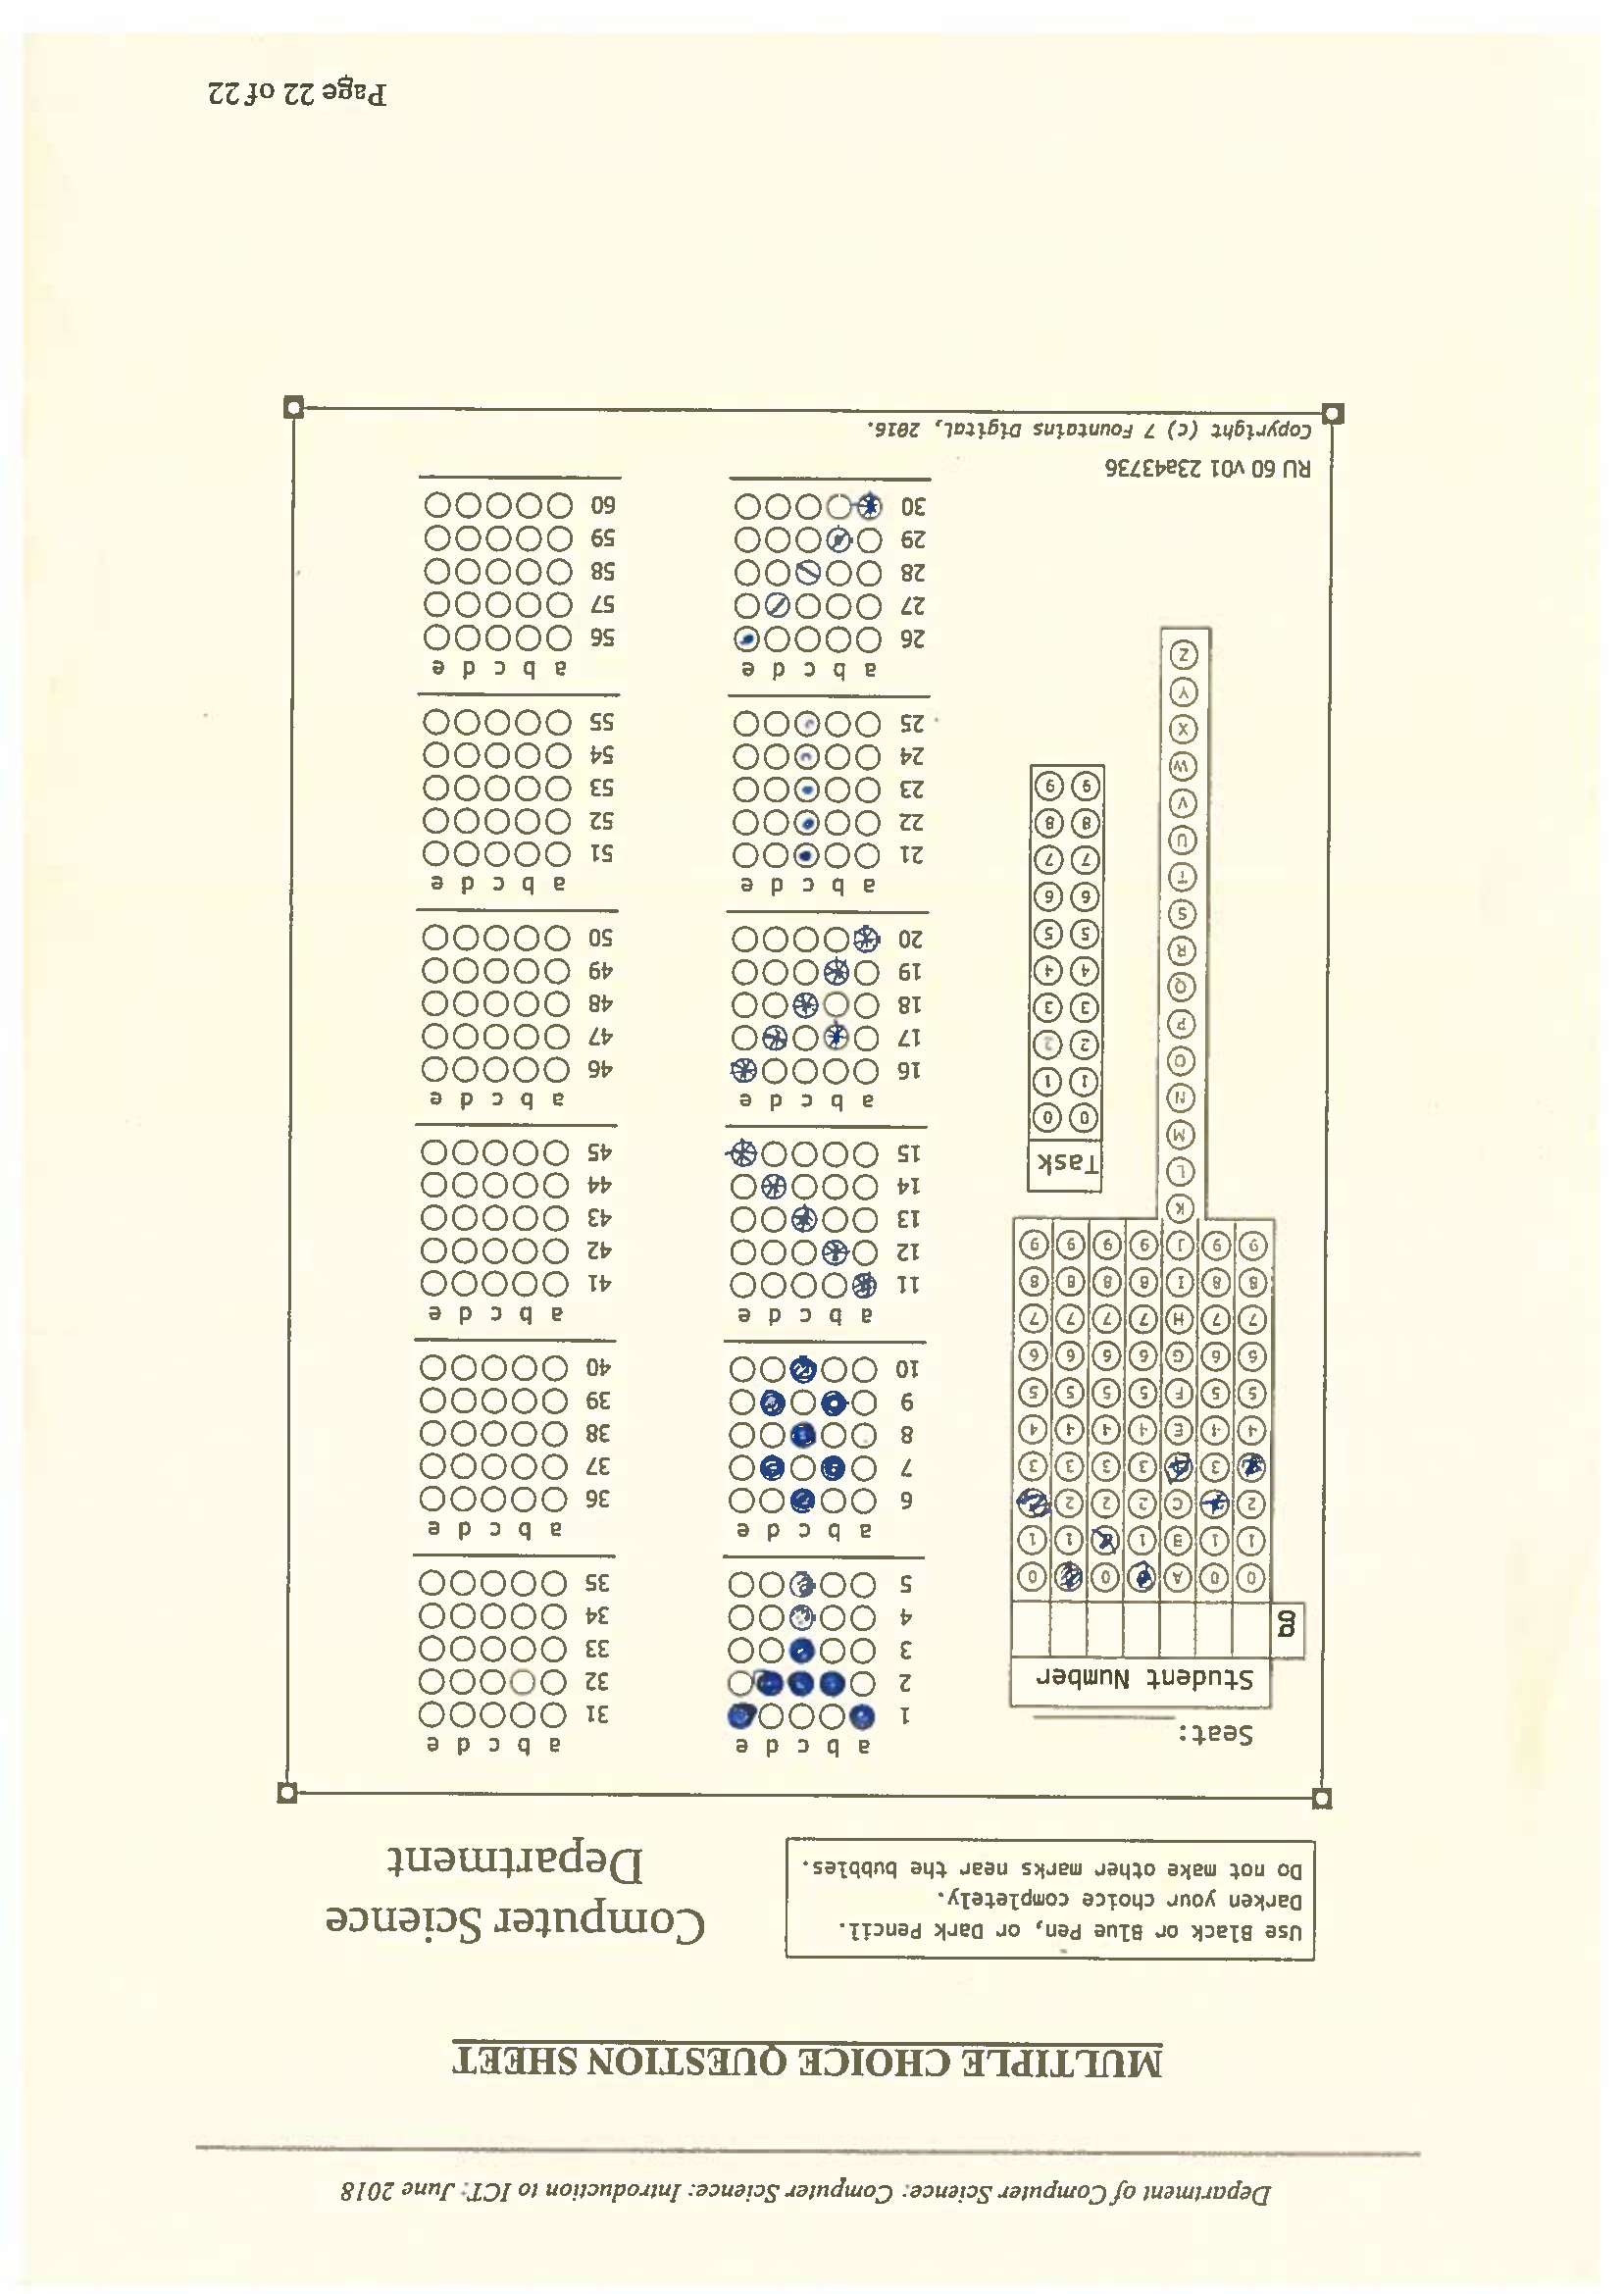 Department of Computer Science: Computer Science: Introduction to ICT: June 2018
MULTIPLE CHOICE QUESTION SHEET
Use Black or Blue Pen, or Dark Pencil.
Darken your choice completely.
Do not make other marks near the bubbles.
Computer Science
Department
Seat:
Student Number
g
0 0 A 0 0
1 1 B 1 1 1
2 C 2 2 2
3 3 3 3 3
4 4 E 4 4 4 4
5 5 F 5 5 5 5
6 6 G 6 6 6 6
7 7 H 7 7 7 7
8 8 I 8 8 8 8
9 9 J 9 9 9 9
K
L
M
N
O
P
Q
R
S
T
U
V
W
X
Y
Z
Task
0 0
1 1
2 2
3 3
4 4
5 5
6 6
7 7
8 8
9 9
a b c d e
1
2
3
4
5
a b c d e
6
7
8
9
10
a b c d e
11
12
13
14
15
a b c d e
16
17
18
19
20
a b c d e
21
22
23
24
25
a b c d e
26
27
28
29
30
a b c d e
31
32
33
34
35
a b c d e
36
37
38
39
40
a b c d e
41
42
43
44
45
a b c d e
46
47
48
49
50
a b c d e
51
52
53
54
55
a b c d e
56
57
58
59
60
RU 60 v01 23a43736
Copyright (c) 7 Fountains Digital, 2016.
Page 22 of 22